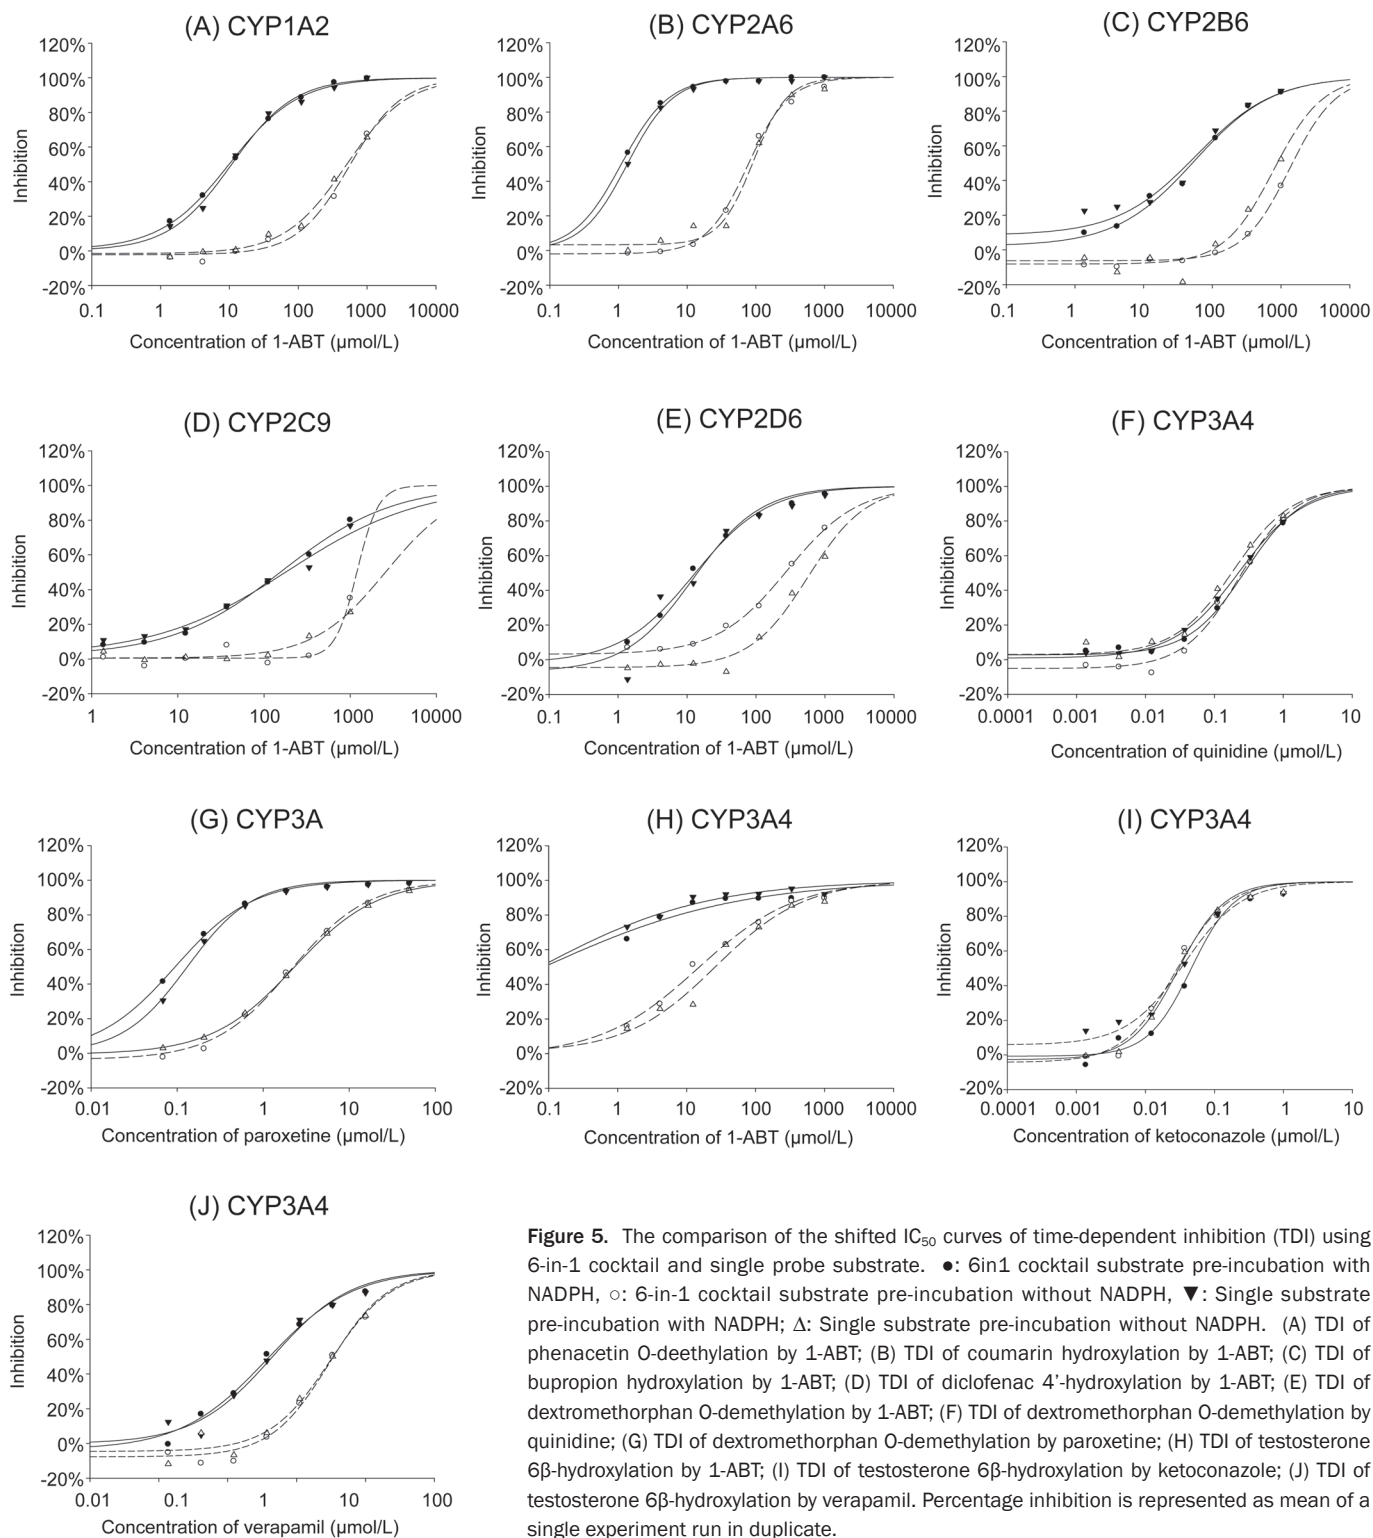 (A) CYP1A2
120%
100%
80%
60%
40%
20%
0%
-20%
Inhibition
0.1 1 10 100 1000 10000
Concentration of 1-ABT (µmol/L)
(B) CYP2A6
120%
100%
80%
60%
40%
20%
0%
-20%
Inhibition
0.1 1 10 100 1000 10000
Concentration of 1-ABT (µmol/L)
(C) CYP2B6
120%
100%
80%
60%
40%
20%
0%
-20%
Inhibition
0.1 1 10 100 1000 10000
Concentration of 1-ABT (µmol/L)
(D) CYP2C9
120%
100%
80%
60%
40%
20%
0%
-20%
Inhibition
1 10 100 1000 10000
Concentration of 1-ABT (µmol/L)
(E) CYP2D6
120%
100%
80%
60%
40%
20%
0%
-20%
Inhibition
0.1 1 10 100 1000 10000
Concentration of 1-ABT (µmol/L)
(F) CYP3A4
120%
100%
80%
60%
40%
20%
0%
-20%
Inhibition
0.0001 0.001 0.01 0.1 1 10
Concentration of quinidine (µmol/L)
(G) CYP3A
120%
100%
80%
60%
40%
20%
0%
-20%
Inhibition
0.01 0.1 1 10 100
Concentration of paroxetine (µmol/L)
(H) CYP3A4
120%
100%
80%
60%
40%
20%
0%
-20%
Inhibition
0.1 1 10 100 1000 10000
Concentration of 1-ABT (µmol/L)
(I) CYP3A4
120%
100%
80%
60%
40%
20%
0%
-20%
Inhibition
0.0001 0.001 0.01 0.1 1 10
Concentration of ketoconazole (µmol/L)
(J) CYP3A4
120%
100%
80%
60%
40%
20%
0%
-20%
Inhibition
0.01 0.1 1 10 100
Concentration of verapamil (µmol/L)
Figure 5. The comparison of the shifted IC₅₀ curves of time-dependent inhibition (TDI) using
6-in-1 cocktail and single probe substrate. ●: 6in1 cocktail substrate pre-incubation with
NADPH, ○: 6-in-1 cocktail substrate pre-incubation without NADPH, ▼: Single substrate
pre-incubation with NADPH; Δ: Single substrate pre-incubation without NADPH. (A) TDI of
phenacetin O-deethylation by 1-ABT; (B) TDI of coumarin hydroxylation by 1-ABT; (C) TDI of
bupropion hydroxylation by 1-ABT; (D) TDI of diclofenac 4’-hydroxylation by 1-ABT; (E) TDI of
dextromethorphan O-demethylation by 1-ABT; (F) TDI of dextromethorphan O-demethylation by
quinidine; (G) TDI of dextromethorphan O-demethylation by paroxetine; (H) TDI of testosterone
6β-hydroxylation by 1-ABT; (I) TDI of testosterone 6β-hydroxylation by ketoconazole; (J) TDI of
testosterone 6β-hydroxylation by verapamil. Percentage inhibition is represented as mean of a
single experiment run in duplicate.